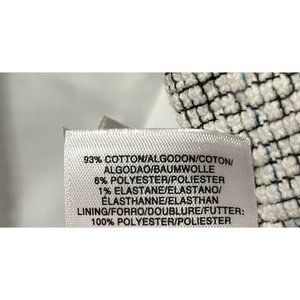 93% COTTON/ALGODON/COTON/
ALGODAO/BAUMWOLLE
6% POLYESTER/POLIESTER
1% ELASTANE/ELASTANO/
ÉLASTHANNE/ELASTHAN
LINING/FORRO/DOUBLURE/FUTTER:
100% POLYESTER/POLIESTER